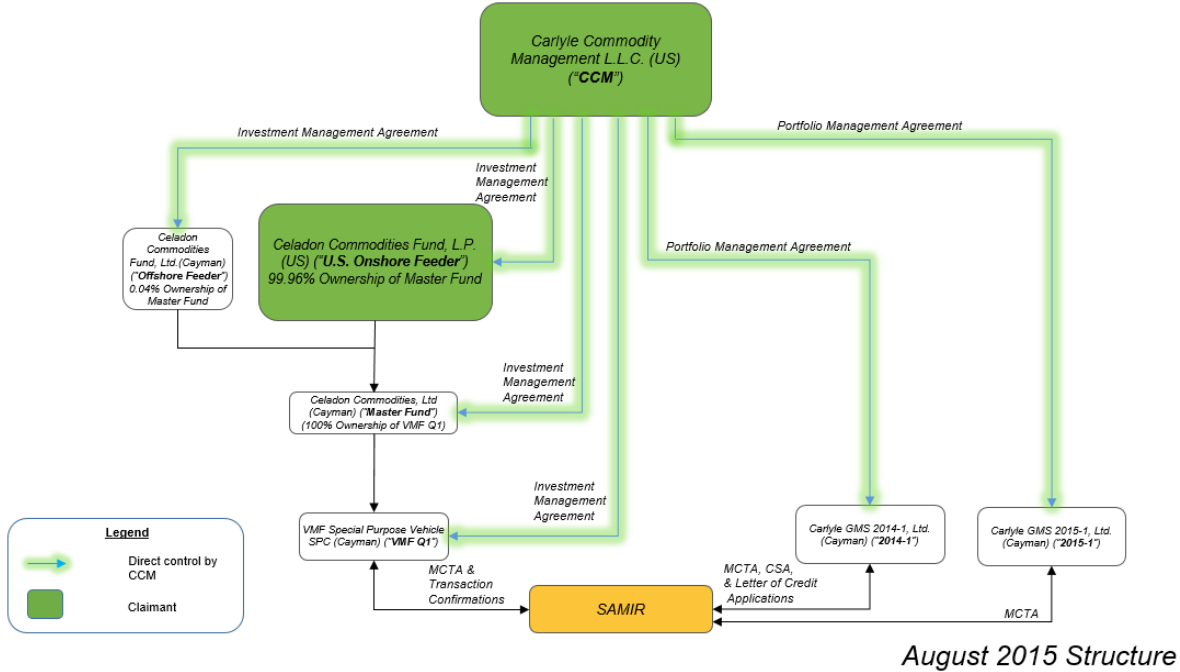 Carlyle Commodity
Management L.L.C. (US)
("CCM")
Investment Management Agreement
Portfolio Management Agreement
Investment
Management
Agreement
Celadon
Commodities
Fund, Ltd.(Cayman)
("Offshore Feeder")
0.04% Ownership of
Master Fund
Celadon Commodities Fund, L.P.
(US) ("U.S. Onshore Feeder")
99.96% Ownership of Master Fund
Portfolio Management Agreement
Investment
Management
Agreement
Celadon Commodities, Ltd
(Cayman) ("Master Fund")
(100% Ownership of VMF Q1)
Investment
Management
Agreement
VMF Special Purpose Vehicle
SPC (Cayman) ("VMF Q1")
Carlyle GMS 2014-1, Ltd.
(Cayman) ("2014-1")
Carlyle GMS 2015-1, Ltd.
(Cayman) ("2015-1")
Legend
Direct control by
CCM
Claimant
MCTA &
Transaction
Confirmations
SAMIR
MCTA, CSA,
& Letter of Credit
Applications
MCTA
August 2015 Structure